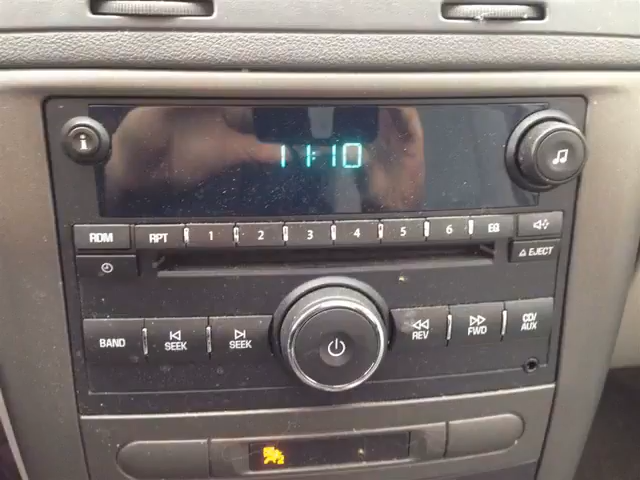 11:10
i
RDM RPT 1 2 3 4 5 6 EQ
EJECT
BAND SEEK SEEK REV FWD CD/
AUX